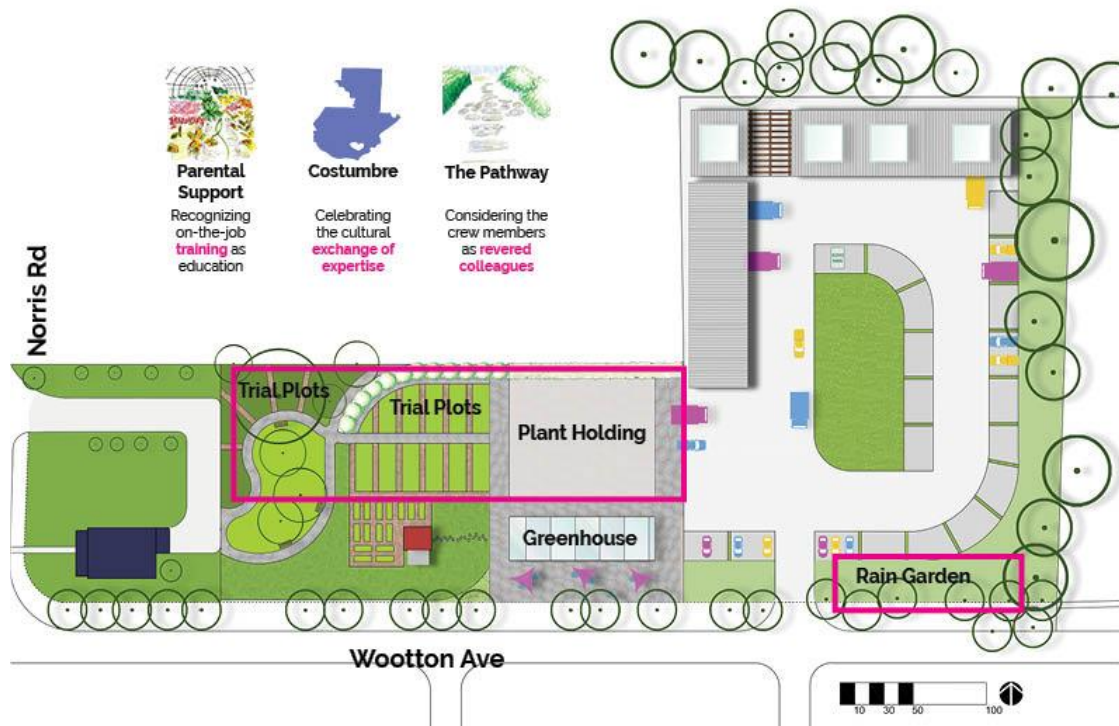 Parental
Support
Recognizing
on-the-job
training as
education
Costumbre
Celebrating
the cultural
exchange of
expertise
The Pathway
Considering the
crew members
as revered
colleagues
Norris Rd
Trial Plots
Trial Plots
Plant Holding
Greenhouse
Rain Garden
Wootton Ave
10 30 50 100